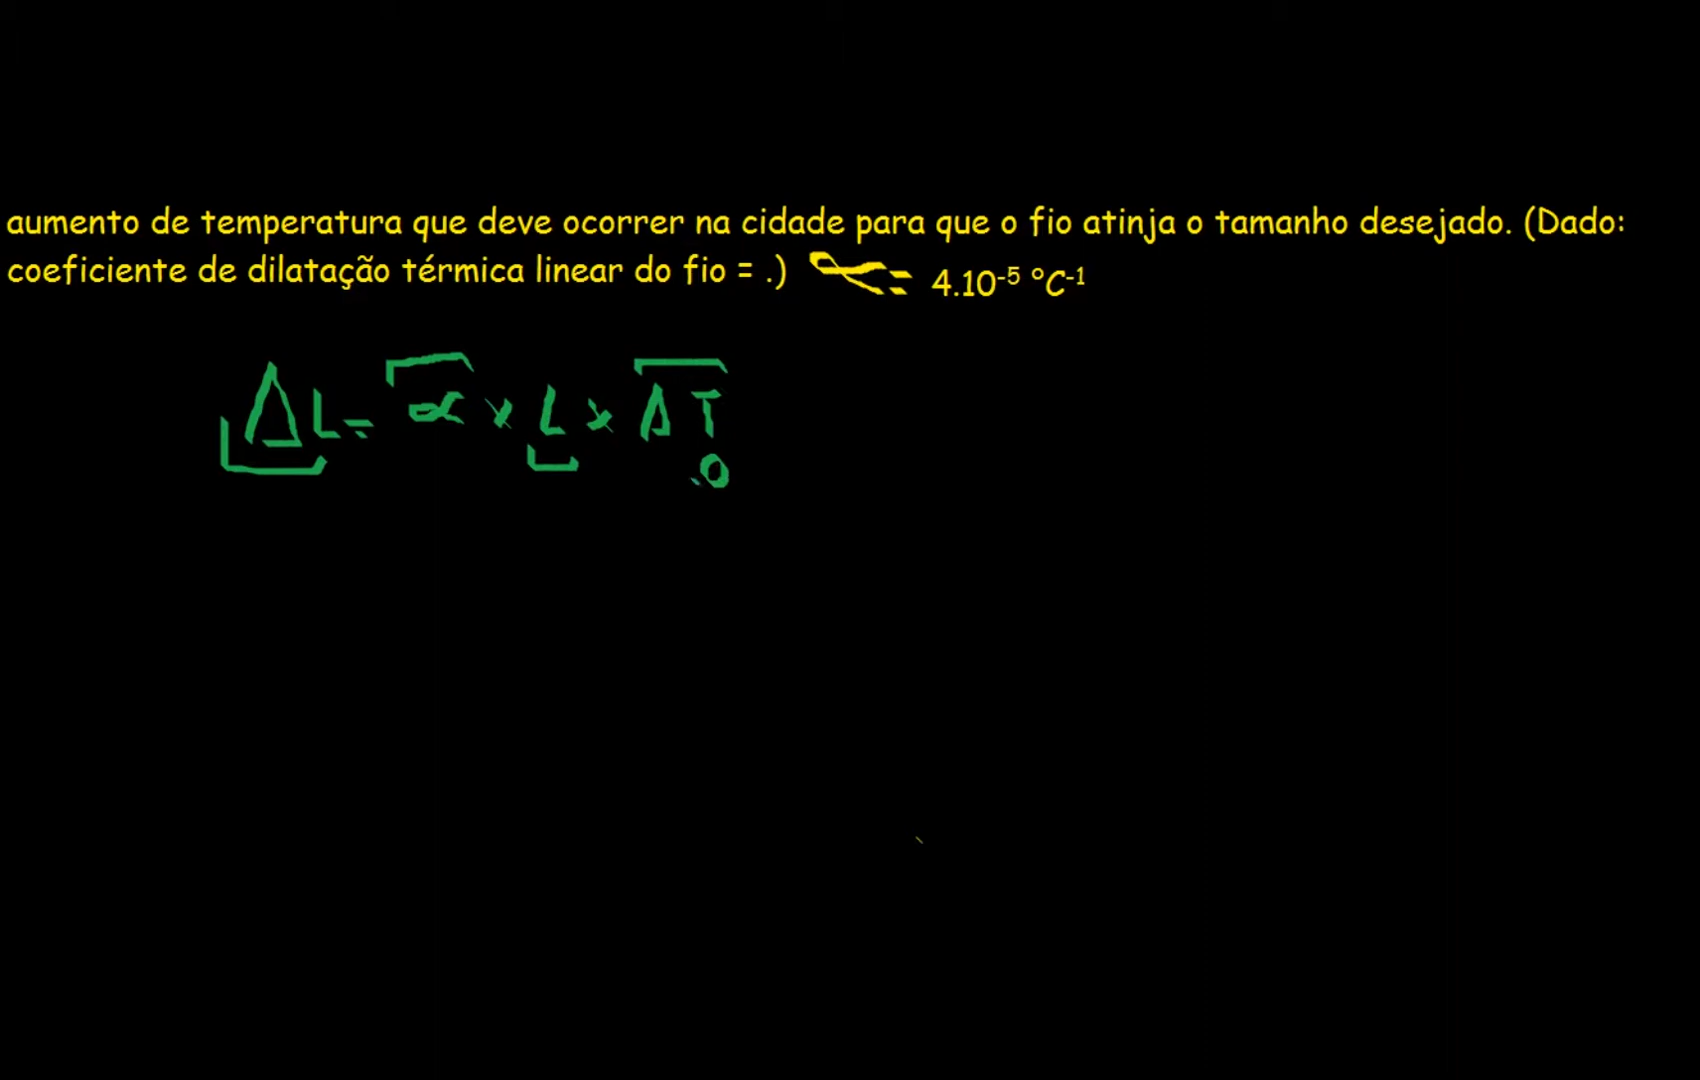 aumento de temperatura que deve ocorrer na cidade para que o fio atinja o tamanho desejado. (Dado:
coeficiente de dilatação térmica linear do fio = .) α = 4.10⁻⁵ °C⁻¹
ΔL = α x L x ΔT
.0